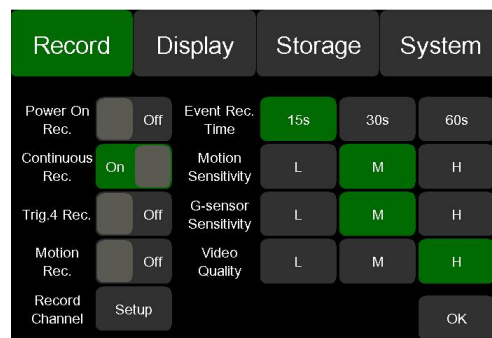 Record Display Storage System
Power On Rec. Off Event Rec. Time 15s 30s 60s
Continuous Rec. On Motion Sensitivity L M H
Trig.4 Rec. Off G-sensor Sensitivity L M H
Motion Rec. Off Video Quality L M H
Record Channel Setup OK